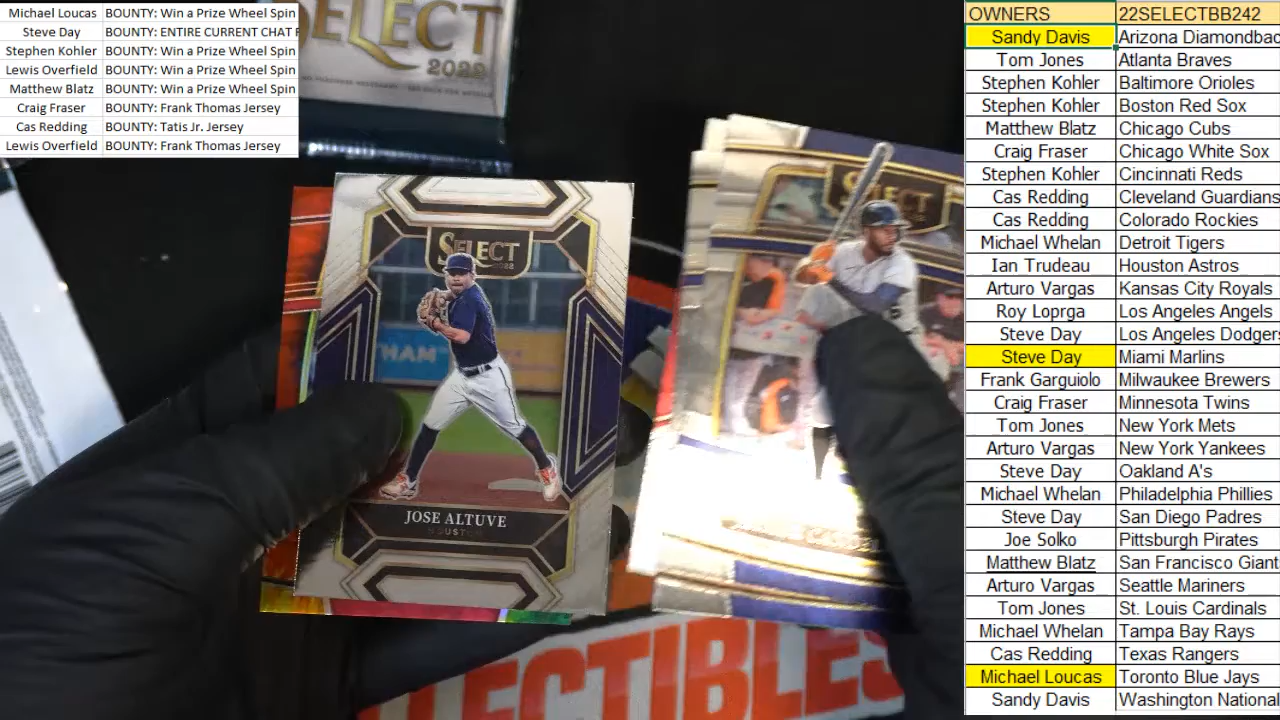 Michael Loucas BOUNTY: Win a Prize Wheel Spin
Steve Day BOUNTY: ENTIRE CURRENT CHAT
Stephen Kohler BOUNTY: Win a Prize Wheel Spin
Lewis Overfield BOUNTY: Win a Prize Wheel Spin
Matthew Blatz BOUNTY: Win a Prize Wheel Spin
Craig Fraser BOUNTY: Frank Thomas Jersey
Cas Redding BOUNTY: Tatis Jr. Jersey
Lewis Overfield BOUNTY: Frank Thomas Jersey
SELECT
2022
SELECT
2022
HAM
JOSE ALTUVE
HOUSTON
SELECT
ECTIBLES
OWNERS 22SELECTBB242
Sandy Davis Arizona Diamondbac
Tom Jones Atlanta Braves
Stephen Kohler Baltimore Orioles
Stephen Kohler Boston Red Sox
Matthew Blatz Chicago Cubs
Craig Fraser Chicago White Sox
Stephen Kohler Cincinnati Reds
Cas Redding Cleveland Guardians
Cas Redding Colorado Rockies
Michael Whelan Detroit Tigers
Ian Trudeau Houston Astros
Arturo Vargas Kansas City Royals
Roy Loprga Los Angeles Angels
Steve Day Los Angeles Dodgers
Steve Day Miami Marlins
Frank Garguiolo Milwaukee Brewers
Craig Fraser Minnesota Twins
Tom Jones New York Mets
Arturo Vargas New York Yankees
Steve Day Oakland A's
Michael Whelan Philadelphia Phillies
Steve Day San Diego Padres
Joe Solko Pittsburgh Pirates
Matthew Blatz San Francisco Giant
Arturo Vargas Seattle Mariners
Tom Jones St. Louis Cardinals
Michael Whelan Tampa Bay Rays
Cas Redding Texas Rangers
Michael Loucas Toronto Blue Jays
Sandy Davis Washington National